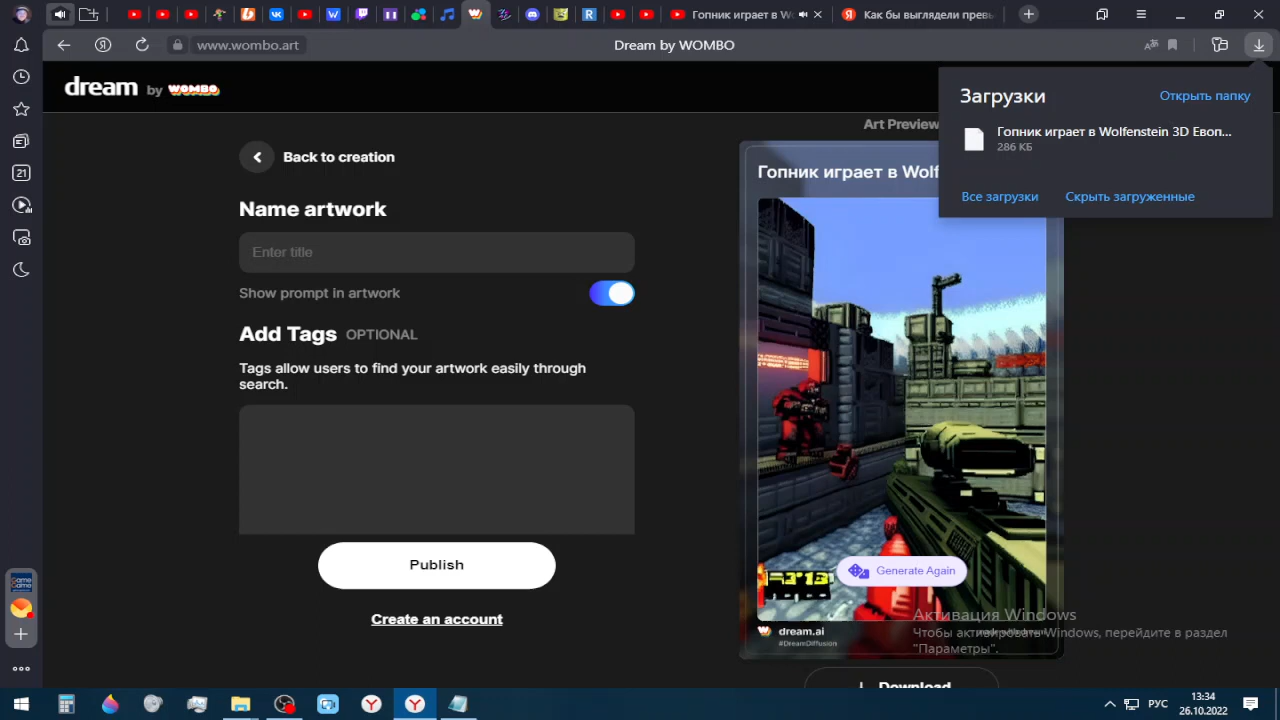 Гопник играет в Wo
Как бы выглядели превь
www.wombo.art
Dream by WOMBO
dream by WOMBO
Загрузки
Открыть папку
Гопник играет в Wolfenstein 3D Евоп...
286 КБ
Все загрузки
Скрыть загруженные
21
Back to creation
Name artwork
Enter title
Show prompt in artwork
Add Tags OPTIONAL
Tags allow users to find your artwork easily through
search.
Publish
Create an account
Art Preview
Гопник играет в Wolf
Generate Again
dream.ai
#DreamDiffusion
Download
Активация Windows
Чтобы активировать Windows, перейдите в раздел
"Параметры".
РУС
13:34
26.10.2022